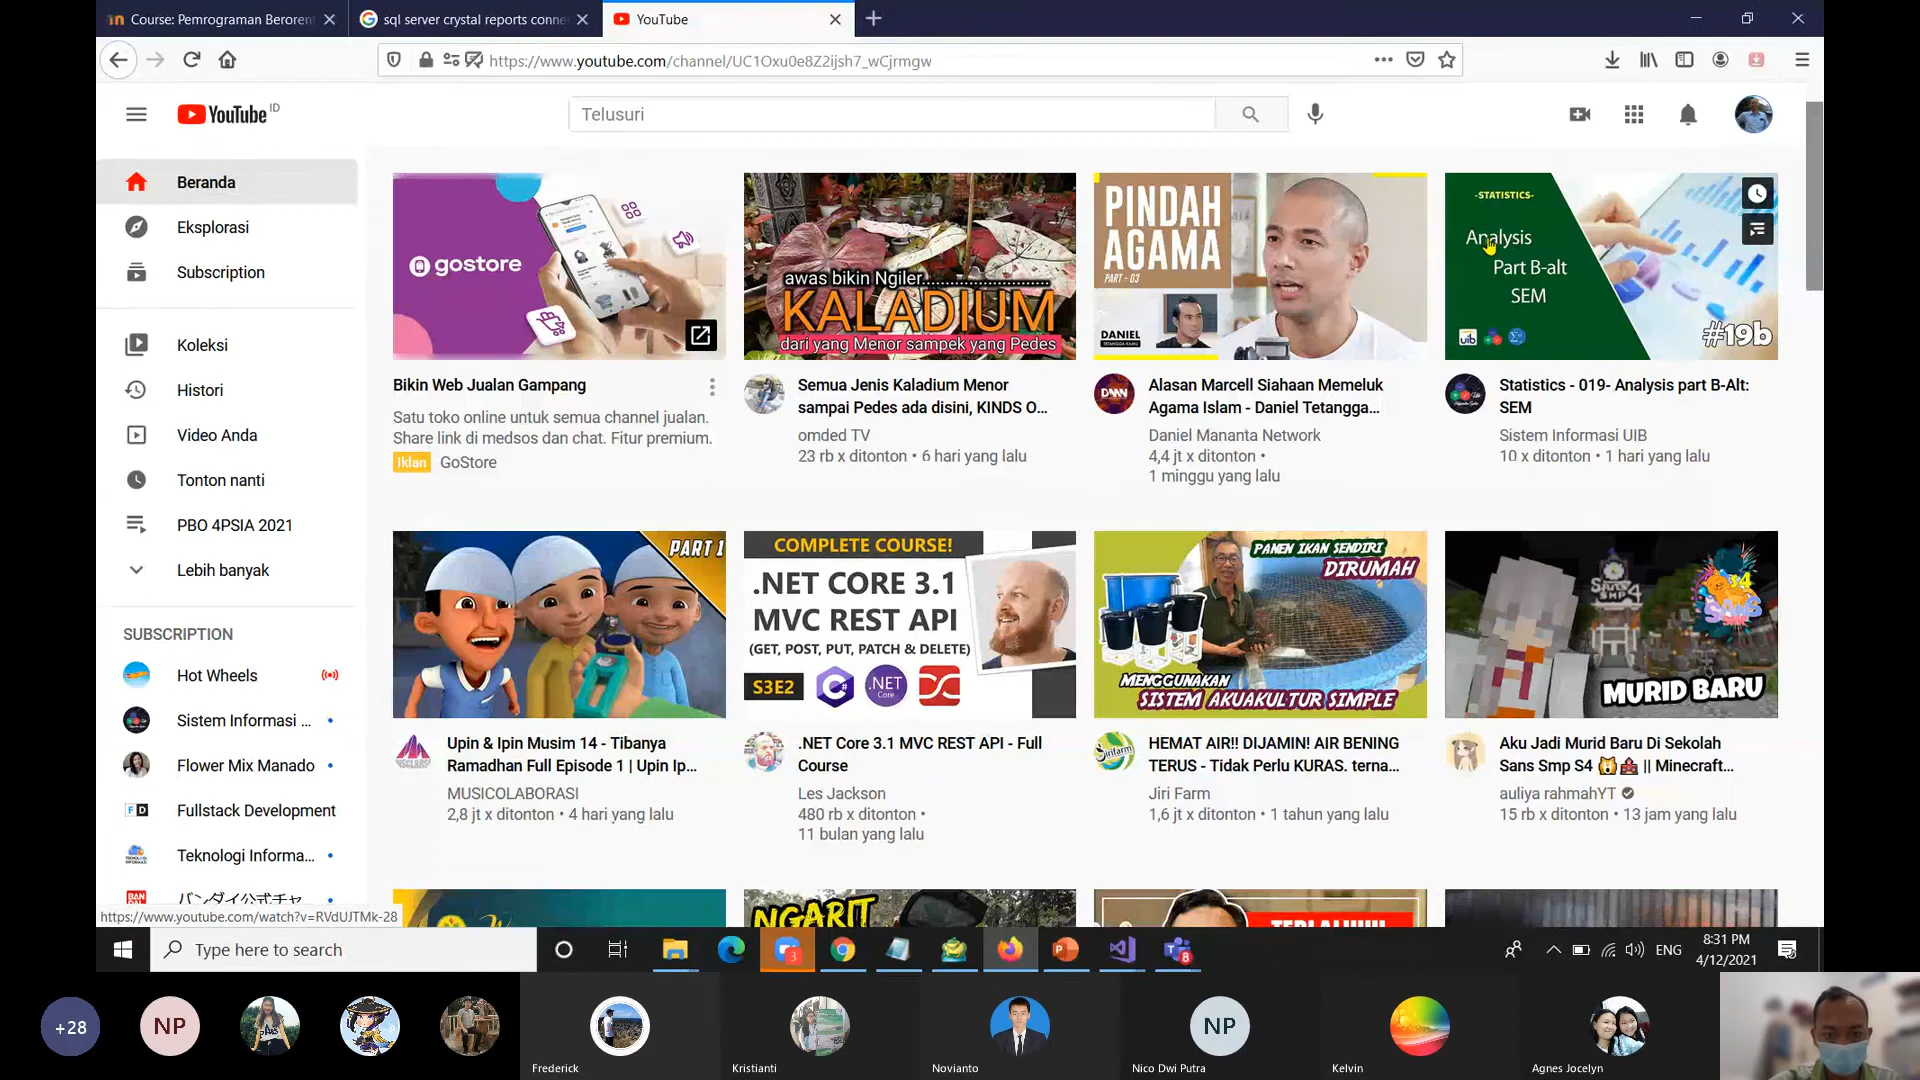 Course: Pemrograman Beroren
sql server crystal reports conne
YouTube
https://www.youtube.com/channel/UC1Oxu0e8Z2ijsh7_wCjrmgw
YouTube ID
Telusuri
Beranda
Eksplorasi
Subscription
Koleksi
Histori
Video Anda
Tonton nanti
PBO 4PSIA 2021
Lebih banyak
SUBSCRIPTION
Hot Wheels
Sistem Informasi ...
Flower Mix Manado
Fullstack Development
Teknologi Informa...
バンダイ公式チャ
https://www.youtube.com/watch?v=RVdUJTMk-28
gostore
Bikin Web Jualan Gampang
Satu toko online untuk semua channel jualan.
Share link di medsos dan chat. Fitur premium.
Iklan GoStore
awas bikin Ngiler........................
KALADIUM
dari yang Menor sampek yang Pedes
Semua Jenis Kaladium Menor
sampai Pedes ada disini, KINDS O...
omded TV
23 rb x ditonton • 6 hari yang lalu
PINDAH
AGAMA
PART - 03
DANIEL
TETANGGA KAMU
Alasan Marcell Siahaan Memeluk
Agama Islam - Daniel Tetangga...
Daniel Mananta Network
4,4 jt x ditonton •
1 minggu yang lalu
-STATISTICS-
Analysis
Part B-alt
SEM
uib
#19b
Statistics - 019- Analysis part B-Alt:
SEM
Sistem Informasi UIB
10 x ditonton • 1 hari yang lalu
PART 1
Upin & Ipin Musim 14 - Tibanya
Ramadhan Full Episode 1 | Upin Ip...
MUSICOLABORASI
2,8 jt x ditonton • 4 hari yang lalu
COMPLETE COURSE!
.NET CORE 3.1
MVC REST API
(GET, POST, PUT, PATCH & DELETE)
S3E2
C#
.NET
Core
.NET Core 3.1 MVC REST API - Full
Course
Les Jackson
480 rb x ditonton •
11 bulan yang lalu
PANEN IKAN SENDIRI
DIRUMAH
MENGGUNAKAN
SISTEM AKUAKULTUR SIMPLE
HEMAT AIR!! DIJAMIN! AIR BENING
TERUS - Tidak Perlu KURAS. terna...
Jiri Farm
1,6 jt x ditonton • 1 tahun yang lalu
MURID BARU
Aku Jadi Murid Baru Di Sekolah
Sans Smp S4 🙀🏫 || Minecraft...
auliya rahmahYT
15 rb x ditonton • 13 jam yang lalu
NGARIT
Type here to search
3
8
ENG
8:31 PM
4/12/2021
+28
NP
Frederick
Kristianti
Novianto
NP
Nico Dwi Putra
Kelvin
Agnes Jocelyn